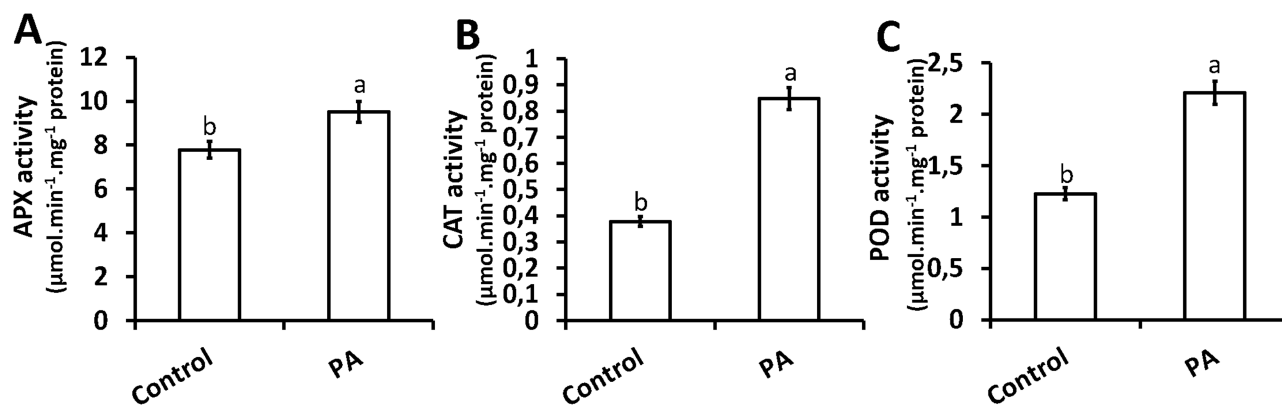 A
APX activity
(µmol.min⁻¹.mg⁻¹ protein)
12
10
8
6
4
2
0
b
a
Control
PA
B
CAT activity
(µmol.min⁻¹.mg⁻¹ protein)
1
0,9
0,8
0,7
0,6
0,5
0,4
0,3
0,2
0,1
0
b
a
Control
PA
C
POD activity
(µmol.min⁻¹.mg⁻¹ protein)
2,5
2
1,5
1
0,5
0
b
a
Control
PA